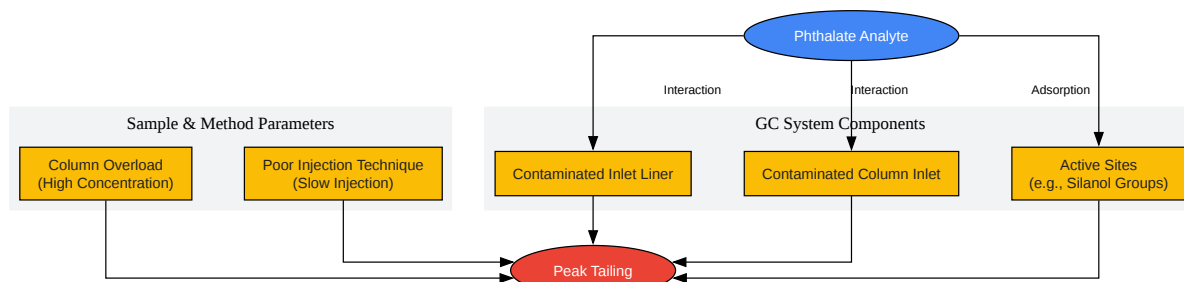 Phthalate Analyte
Interaction
Interaction
Adsorption
Sample & Method Parameters
GC System Components
Column Overload
(High Concentration)
Poor Injection Technique
(Slow Injection)
Contaminated Inlet Liner
Contaminated Column Inlet
Active Sites
(e.g., Silanol Groups)
Peak Tailing